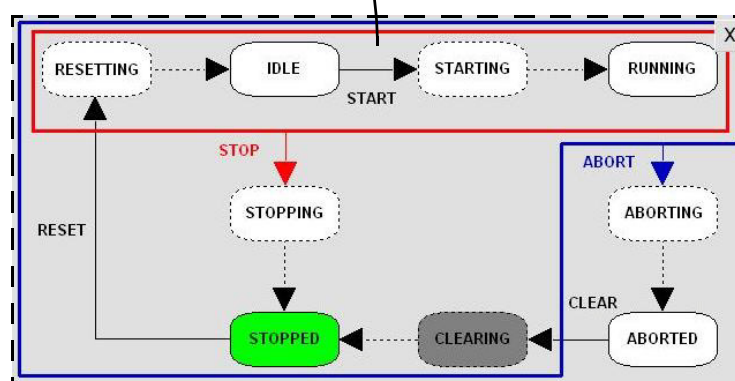 X
RESETTING
IDLE
STARTING
RUNNING
START
STOP
ABORT
STOPPING
ABORTING
RESET
CLEAR
STOPPED
CLEARING
ABORTED